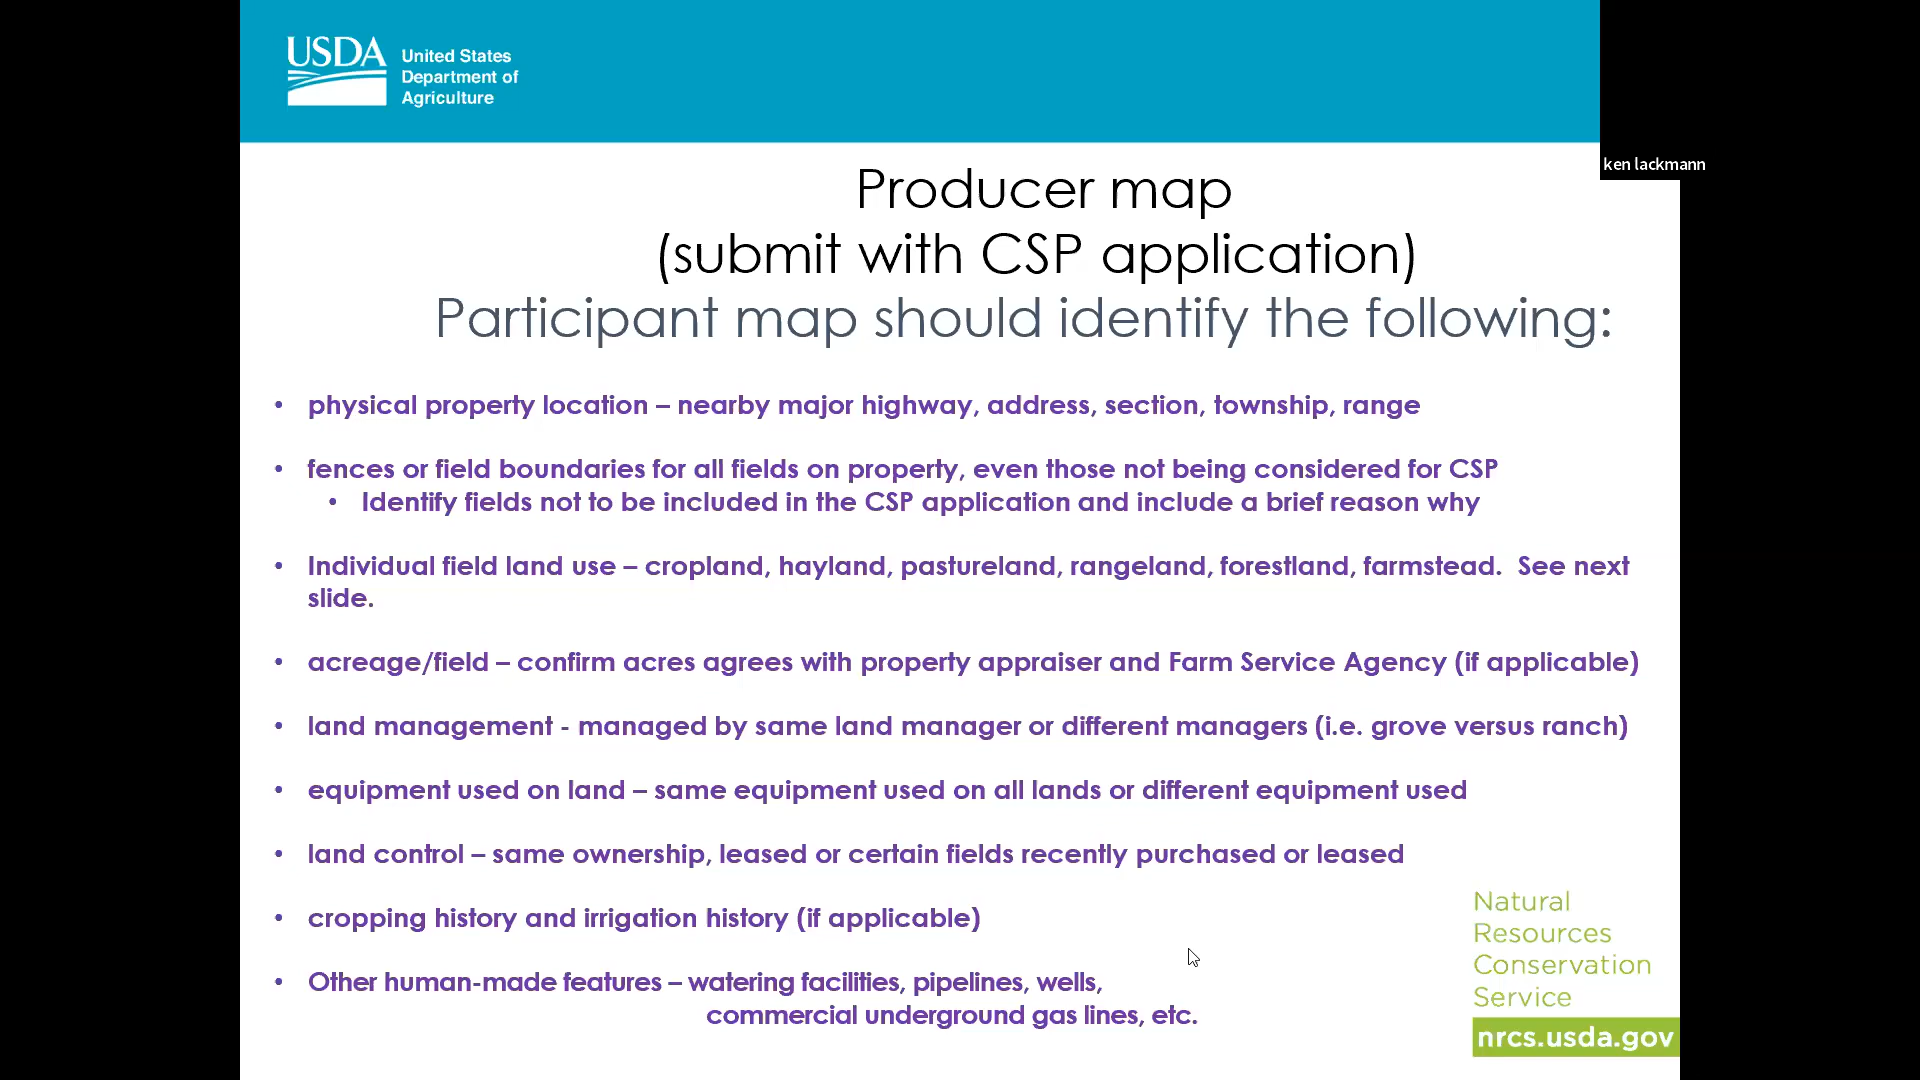 USDA
United States
Department of
Agriculture
ken lackmann
Producer map
(submit with CSP application)
Participant map should identify the following:
• physical property location – nearby major highway, address, section, township, range
• fences or field boundaries for all fields on property, even those not being considered for CSP
• Identify fields not to be included in the CSP application and include a brief reason why
• Individual field land use – cropland, hayland, pastureland, rangeland, forestland, farmstead.  See next
slide.
• acreage/field – confirm acres agrees with property appraiser and Farm Service Agency (if applicable)
• land management - managed by same land manager or different managers (i.e. grove versus ranch)
• equipment used on land – same equipment used on all lands or different equipment used
• land control – same ownership, leased or certain fields recently purchased or leased
• cropping history and irrigation history (if applicable)
• Other human-made features – watering facilities, pipelines, wells,
commercial underground gas lines, etc.
Natural
Resources
Conservation
Service
nrcs.usda.gov